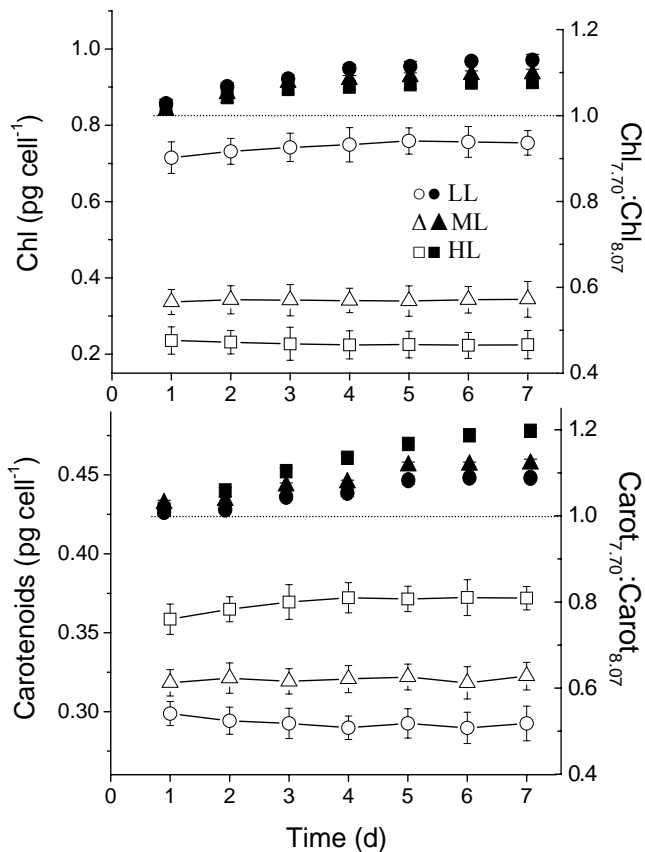 Chl (pg cell⁻¹)
1.0
0.8
0.6
0.4
0.2
1.2
1.0
0.8
0.6
0.4
Chl₇.₇₀:Chl₈.₀₇
LL
ML
HL
0 1 2 3 4 5 6 7
Carotenoids (pg cell⁻¹)
0.45
0.40
0.35
0.30
1.2
1.0
0.8
0.6
0.4
Carot₇.₇₀:Carot₈.₀₇
0 1 2 3 4 5 6 7
Time (d)